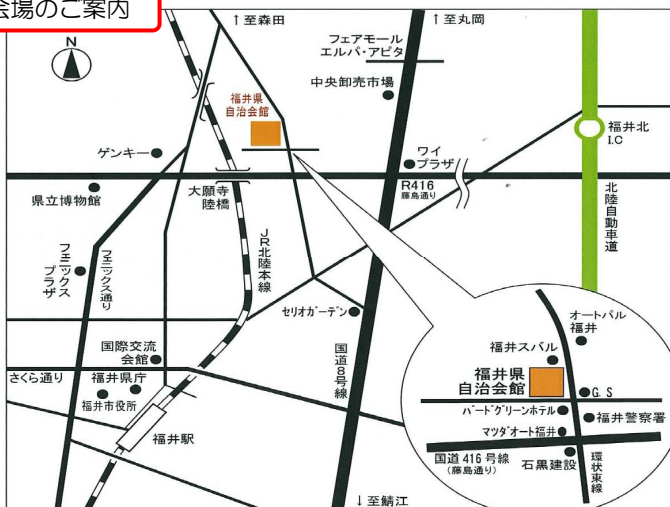 会場のご案内
↑至森田
↑至丸岡
N
フェアモール
エルパ・アピタ
中央卸売市場
福井県
自治会館
福井北
I.C
ゲンキー
ワイ
プラザ
県立博物館
大願寺
陸橋
R416
藤島通り
北陸自動車道
JR北陸本線
フェニックス
プラザ
フェニックス通り
セリオガーデン
国道8号線
国際交流
会館
さくら通り
福井県庁
福井市役所
福井駅
↓至鯖江
オートバル
福井
福井スバル
福井県
自治会館
G.S
バードグリーンホテル
福井警察署
マツダオート福井
国道416号線
(藤島通り)
石黒建設
環状東線